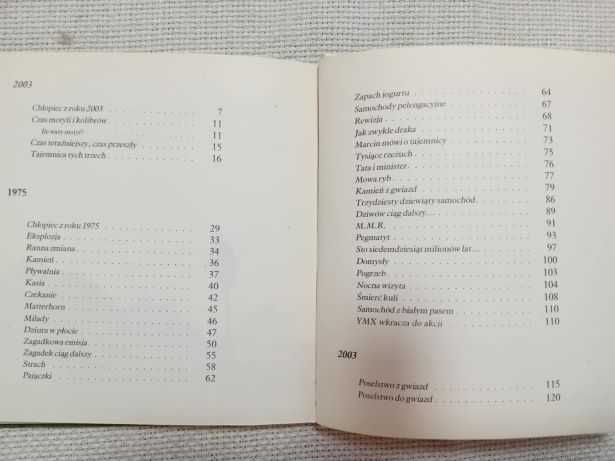 2003
Chłopiec z roku 2003 . . . . . . . . . . 7
Czas motyli i kolibrów . . . . . . . . . . 11
Ile waży motyl? . . . . . . . . . . 11
Czas teraźniejszy, czas przeszły . . . . . . . . . . 15
Tajemnica tych trzech . . . . . . . . . . 16
1975
Chłopiec z roku 1975 . . . . . . . . . . 29
Eksplozja . . . . . . . . . . 33
Ranna zmiana . . . . . . . . . . 34
Kamień . . . . . . . . . . 36
Pływalnia . . . . . . . . . . 37
Kasia . . . . . . . . . . 40
Czekanie . . . . . . . . . . 42
Matterhorn . . . . . . . . . . 45
Milady . . . . . . . . . . 46
Dziura w płocie . . . . . . . . . . 47
Zagadkowa emisja . . . . . . . . . . 50
Zagadek ciąg dalszy . . . . . . . . . . 55
Strach . . . . . . . . . . 58
Pajączki . . . . . . . . . . 62
Zapach jogurtu . . . . . . . . . . 64
Samochody pelengacyjne . . . . . . . . . . 67
Rewizja . . . . . . . . . . 68
Jak zwykle draka . . . . . . . . . . 71
Marcin mówi o tajemnicy . . . . . . . . . . 73
Tysiące rzeczuch . . . . . . . . . . 75
Tata i minister . . . . . . . . . . 76
Mowa ryb . . . . . . . . . . 77
Kamień z gwiazd . . . . . . . . . . 79
Trzydziesty dziewiąty samochód . . . . . . . . . . 86
Dziwów ciąg dalszy... . . . . . . . . . . 89
M.M.R. . . . . . . . . . . 91
Pegmatyt . . . . . . . . . . 93
Sto siedemdziesiąt milionów lat... . . . . . . . . . . 97
Domysły . . . . . . . . . . 100
Pogrzeb . . . . . . . . . . 103
Nocna wizyta . . . . . . . . . . 104
Śmierć kuli . . . . . . . . . . 108
Samochód z białym pasem . . . . . . . . . . 110
YMX wkracza do akcji . . . . . . . . . . 110
2003
Poselstwo z gwiazd . . . . . . . . . . 115
Poselstwo do gwiazd . . . . . . . . . . 120